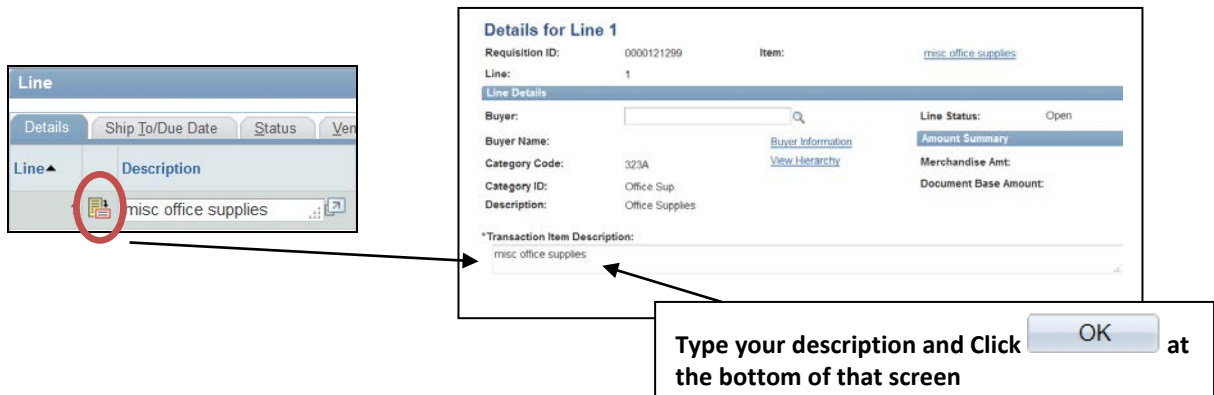 Line
Details Ship To/Due Date Status Ven
Line Description
misc office supplies
Details for Line 1
Requisition ID: 0000121299 Item: misc office supplies
Line: 1
Line Details
Buyer: Line Status: Open
Buyer Name: Buyer Information Amount Summary
Category Code: 323A View Hierarchy Merchandise Amt:
Category ID: Office Sup Document Base Amount:
Description: Office Supplies
*Transaction Item Description:
misc office supplies
Type your description and Click OK at
the bottom of that screen